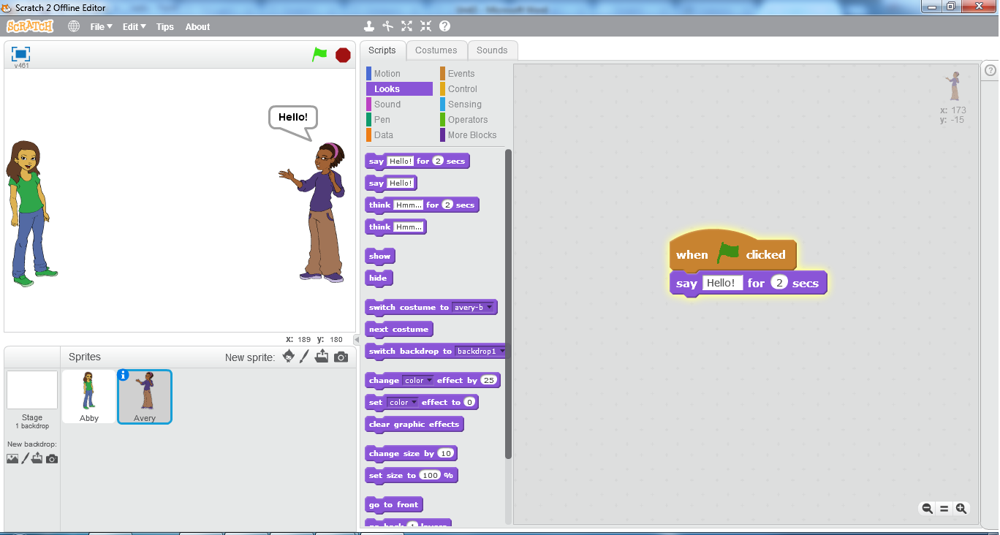 Scratch 2 Offline Editor
SCRATCH File Edit Tips About
v461
Hello!
x: 189 y: 180
Sprites New sprite:
Stage
1 backdrop
New backdrop:
Abby
Avery
Scripts Costumes Sounds
Motion Events
Looks Control
Sound Sensing
Pen Operators
Data More Blocks
say Hello! for 2 secs
say Hello!
think Hmm... for 2 secs
think Hmm...
show
hide
switch costume to avery-b
next costume
switch backdrop to backdrop1
change color effect by 25
set color effect to 0
clear graphic effects
change size by 10
set size to 100 %
go to front
x: 173
y: -15
when clicked
say Hello! for 2 secs